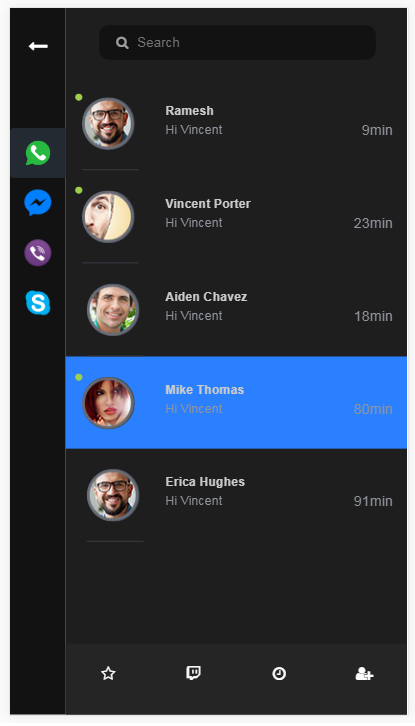 Search
Ramesh
Hi Vincent
9min
Vincent Porter
Hi Vincent
23min
Aiden Chavez
Hi Vincent
18min
Mike Thomas
Hi Vincent
80min
Erica Hughes
Hi Vincent
91min